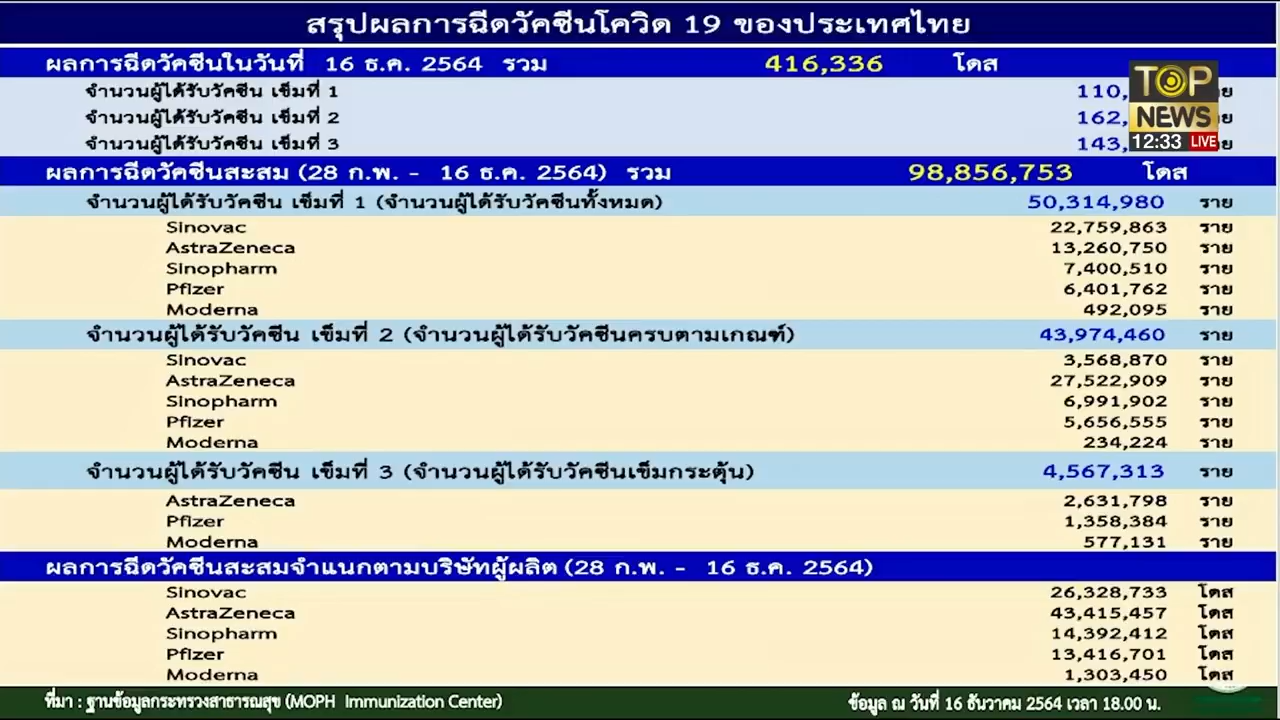 สรุปผลการฉีดวัคซีนโควิด 19 ของประเทศไทย
ผลการฉีดวัคซีนในวันที่ 16 ธ.ค. 2564 รวม 416,336 โดส
จำนวนผู้ได้รับวัคซีน เข็มที่ 1 110,
จำนวนผู้ได้รับวัคซีน เข็มที่ 2 162,
จำนวนผู้ได้รับวัคซีน เข็มที่ 3 143,
TOP
NEWS
12:33 LIVE
ผลการฉีดวัคซีนสะสม (28 ก.พ. - 16 ธ.ค. 2564) รวม 98,856,753 โดส
จำนวนผู้ได้รับวัคซีน เข็มที่ 1 (จำนวนผู้ได้รับวัคซีนทั้งหมด) 50,314,980 ราย
Sinovac 22,759,863 ราย
AstraZeneca 13,260,750 ราย
Sinopharm 7,400,510 ราย
Pfizer 6,401,762 ราย
Moderna 492,095 ราย
จำนวนผู้ได้รับวัคซีน เข็มที่ 2 (จำนวนผู้ได้รับวัคซีนครบตามเกณฑ์) 43,974,460 ราย
Sinovac 3,568,870 ราย
AstraZeneca 27,522,909 ราย
Sinopharm 6,991,902 ราย
Pfizer 5,656,555 ราย
Moderna 234,224 ราย
จำนวนผู้ได้รับวัคซีน เข็มที่ 3 (จำนวนผู้ได้รับวัคซีนเข็มกระตุ้น) 4,567,313 ราย
AstraZeneca 2,631,798 ราย
Pfizer 1,358,384 ราย
Moderna 577,131 ราย
ผลการฉีดวัคซีนสะสมจำแนกตามบริษัทผู้ผลิต (28 ก.พ. - 16 ธ.ค. 2564)
Sinovac 26,328,733 โดส
AstraZeneca 43,415,457 โดส
Sinopharm 14,392,412 โดส
Pfizer 13,416,701 โดส
Moderna 1,303,450 โดส
ที่มา : ฐานข้อมูลกระทรวงสาธารณสุข (MOPH Immunization Center) ข้อมูล ณ วันที่ 16 ธันวาคม 2564 เวลา 18.00 น.